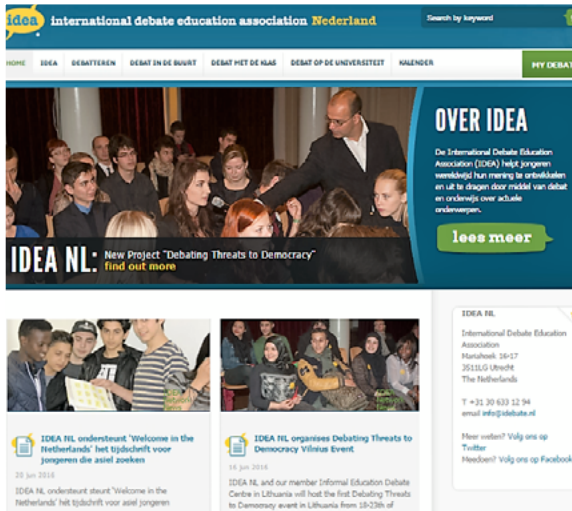 idea international debate education association Nederland
Search by keyword
HOME IDEA DEBATTEREN DEBAT IN DE BUURT DEBAT MET DE KLAS DEBAT OP DE UNIVERSITEIT KALENDER
MY DEBAT
OVER IDEA
De International Debate Education
Association (IDEA) helpt jongeren
wereldwijd hun mening te ontwikkelen
en uit te dragen door middel van debat
en onderwijs over actuele
onderwerpen.
lees meer
IDEA NL: New Project "Debating Threats to Democracy"
find out more
IDEA NL ondersteunt 'Welcome in the
Netherlands' hét tijdschrift voor
jongeren die asiel zoeken
20 jun 2016
IDEA NL ondersteunt steunt 'Welcome in the
Netherlands' hét tijdschrift voor asiel jongeren
IDEA NL organises Debating Threats to
Democracy Vilnius Event
16 jun 2016
IDEA NL and our member Informal Education Debate
Centre in Lithuania will host the first Debating Threats
to Democracy event in Lithuania from 18-23th of
IDEA NL
International Debate Education
Association
Mariahoek 16-17
3511LG Utrecht
The Netherlands
T +31 30 633 12 94
email info@idebate.nl
Meer weten? Volg ons op
Twitter
Meedoen? Volg ons op Facebook